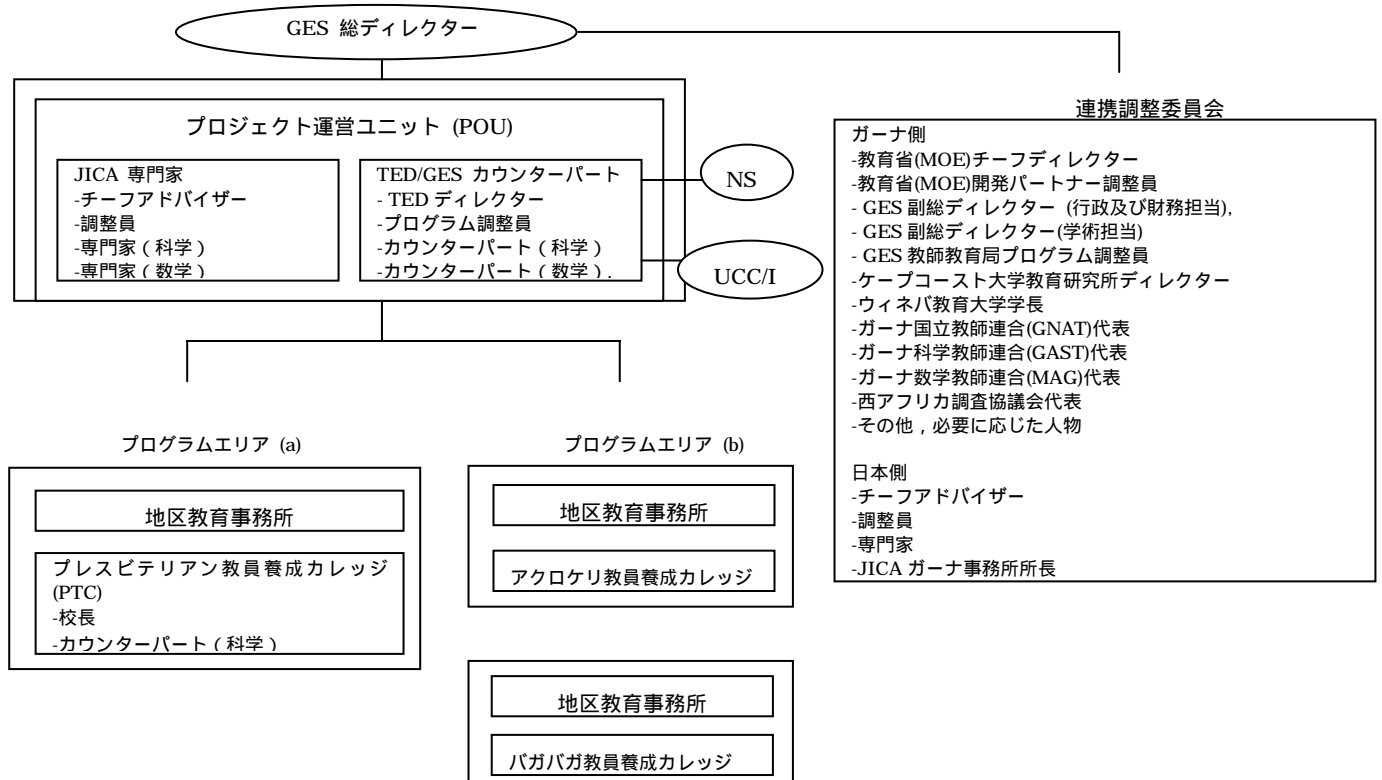 GES 総ディレクター
プロジェクト運営ユニット (POU)
JICA 専門家
-チーフアドバイザー
-調整員
-専門家（科学）
-専門家（数学）
TED/GES カウンターパート
- TED ディレクター
-プログラム調整員
-カウンターパート（科学）
-カウンターパート（数学）.
NS
UCC/I
連携調整委員会
ガーナ側
-教育省(MOE)チーフディレクター
-教育省(MOE)開発パートナー調整員
- GES 副総ディレクター (行政及び財務担当),
- GES 副総ディレクター(学術担当)
- GES 教師教育局プログラム調整員
-ケープコースト大学教育研究所ディレクター
-ウィネバ教育大学学長
-ガーナ国立教師連合(GNAT)代表
-ガーナ科学教師連合(GAST)代表
-ガーナ数学教師連合(MAG)代表
-西アフリカ調査協議会代表
-その他，必要に応じた人物
日本側
-チーフアドバイザー
-調整員
-専門家
-JICA ガーナ事務所所長
プログラムエリア (a)
地区教育事務所
プレスビテリアン教員養成カレッジ
(PTC)
-校長
-カウンターパート（科学）
プログラムエリア (b)
地区教育事務所
アクロケリ教員養成カレッジ
地区教育事務所
バガバガ教員養成カレッジ